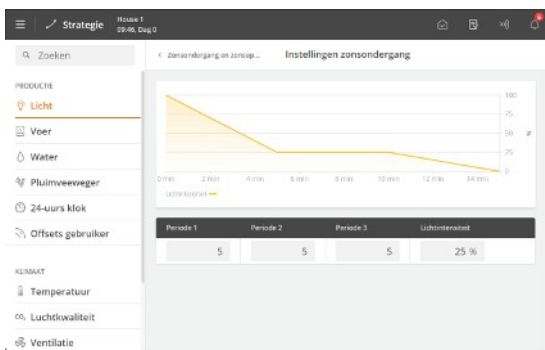 Strategie
House 1
09:46, Dag 0
Zoeken
Zonsondergang en zonsop...
Instellingen zonsondergang
PRODUCTIE
Licht
Voer
Water
Pluimveeweger
24-uurs klok
Offsets gebruiker
KLIMAAT
Temperatuur
Luchtkwaliteit
Ventilatie
100
75
50
25
0
%
0 min 2 min 4 min 6 min 8 min 10 min 12 min 14 min
Lichtintensiteit
Periode 1 Periode 2 Periode 3 Lichtintensiteit
5 5 5 25 %